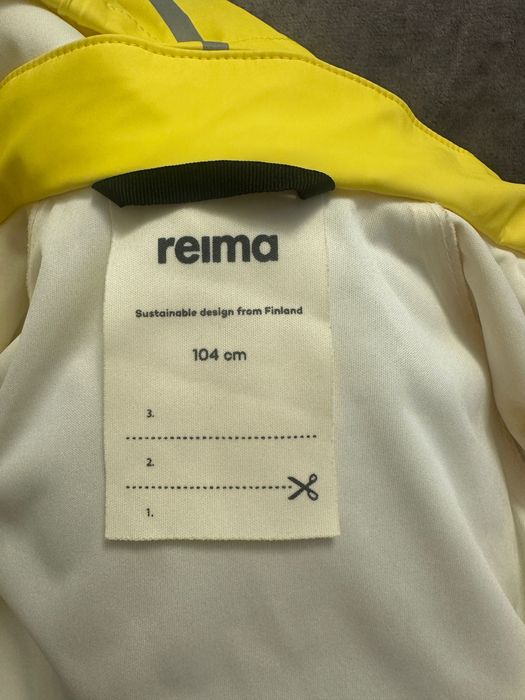 reima
Sustainable design from Finland
104 cm
3.
2.
1.